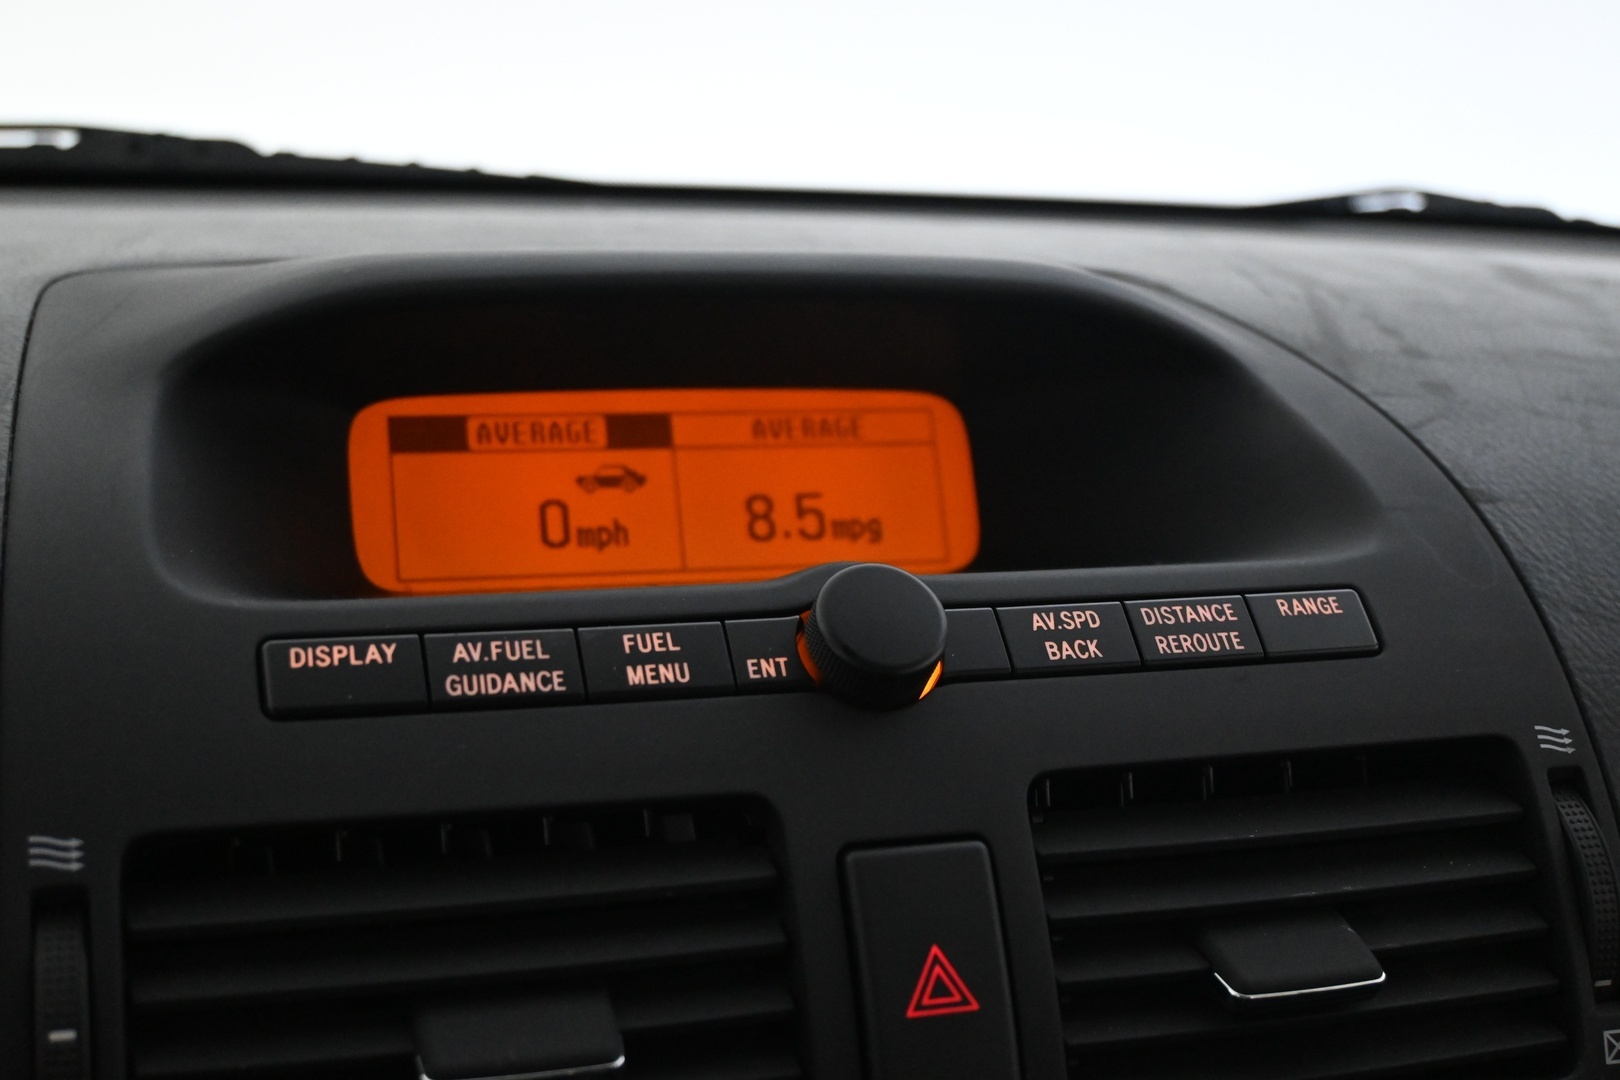 AVERAGE AVERAGE
0mph 8.5mpg
DISPLAY
AV.FUEL
GUIDANCE
FUEL
MENU
ENT
AV.SPD
BACK
DISTANCE
REROUTE
RANGE